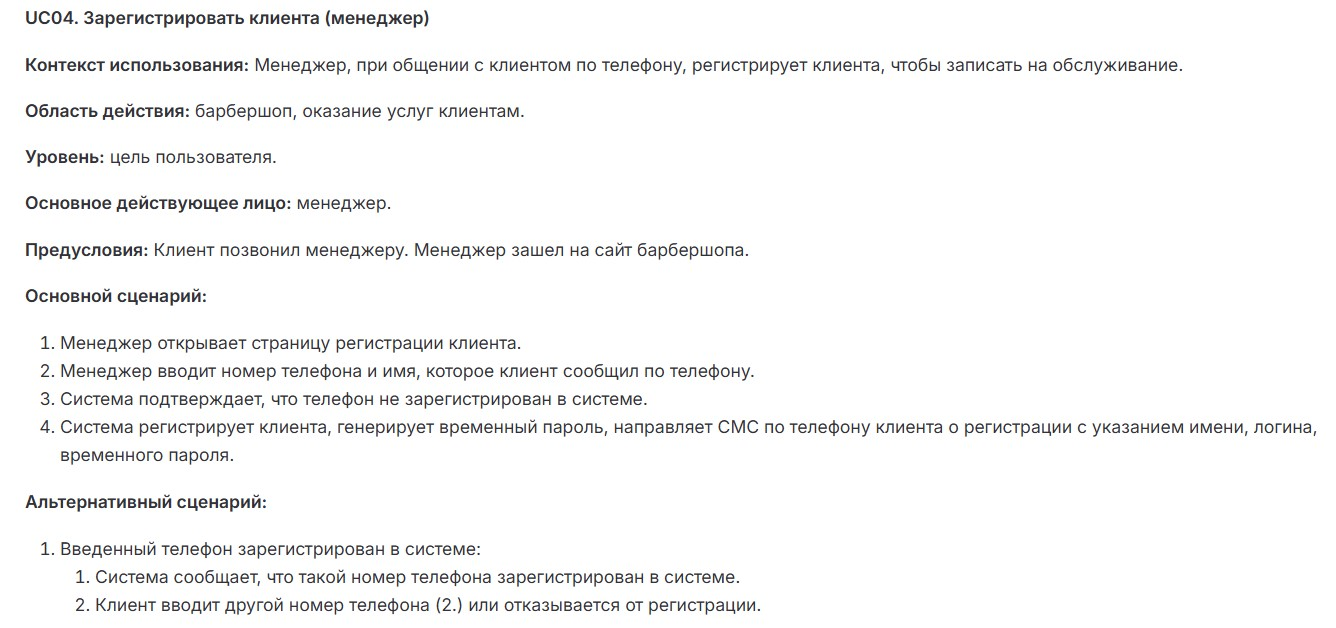 UC04. Зарегистрировать клиента (менеджер)
Контекст использования: Менеджер, при общении с клиентом по телефону, регистрирует клиента, чтобы записать на обслуживание.
Область действия: барбершоп, оказание услуг клиентам.
Уровень: цель пользователя.
Основное действующее лицо: менеджер.
Предусловия: Клиент позвонил менеджеру. Менеджер зашел на сайт барбершопа.
Основной сценарий:
1. Менеджер открывает страницу регистрации клиента.
2. Менеджер вводит номер телефона и имя, которое клиент сообщил по телефону.
3. Система подтверждает, что телефон не зарегистрирован в системе.
4. Система регистрирует клиента, генерирует временный пароль, направляет СМС по телефону клиента о регистрации с указанием имени, логина,
временного пароля.
Альтернативный сценарий:
1. Введенный телефон зарегистрирован в системе:
1. Система сообщает, что такой номер телефона зарегистрирован в системе.
2. Клиент вводит другой номер телефона (2.) или отказывается от регистрации.